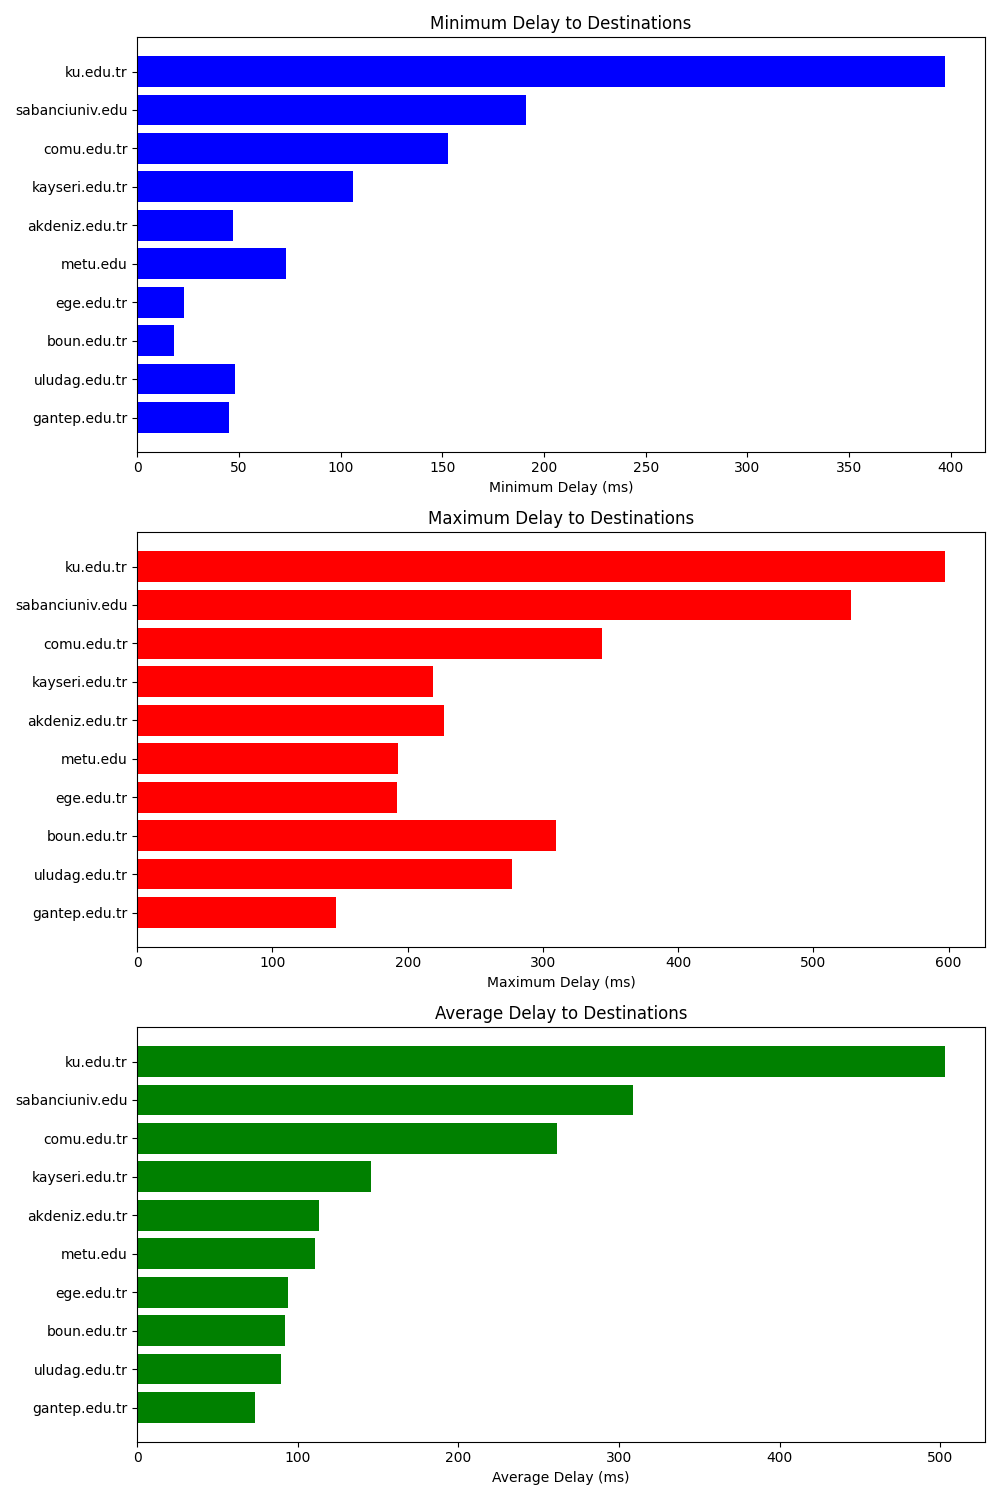 Minimum Delay to Destinations
ku.edu.tr
sabanciuniv.edu
comu.edu.tr
kayseri.edu.tr
akdeniz.edu.tr
metu.edu
ege.edu.tr
boun.edu.tr
uludag.edu.tr
gantep.edu.tr
0 50 100 150 200 250 300 350 400
Minimum Delay (ms)
Maximum Delay to Destinations
ku.edu.tr
sabanciuniv.edu
comu.edu.tr
kayseri.edu.tr
akdeniz.edu.tr
metu.edu
ege.edu.tr
boun.edu.tr
uludag.edu.tr
gantep.edu.tr
0 100 200 300 400 500 600
Maximum Delay (ms)
Average Delay to Destinations
ku.edu.tr
sabanciuniv.edu
comu.edu.tr
kayseri.edu.tr
akdeniz.edu.tr
metu.edu
ege.edu.tr
boun.edu.tr
uludag.edu.tr
gantep.edu.tr
0 100 200 300 400 500
Average Delay (ms)